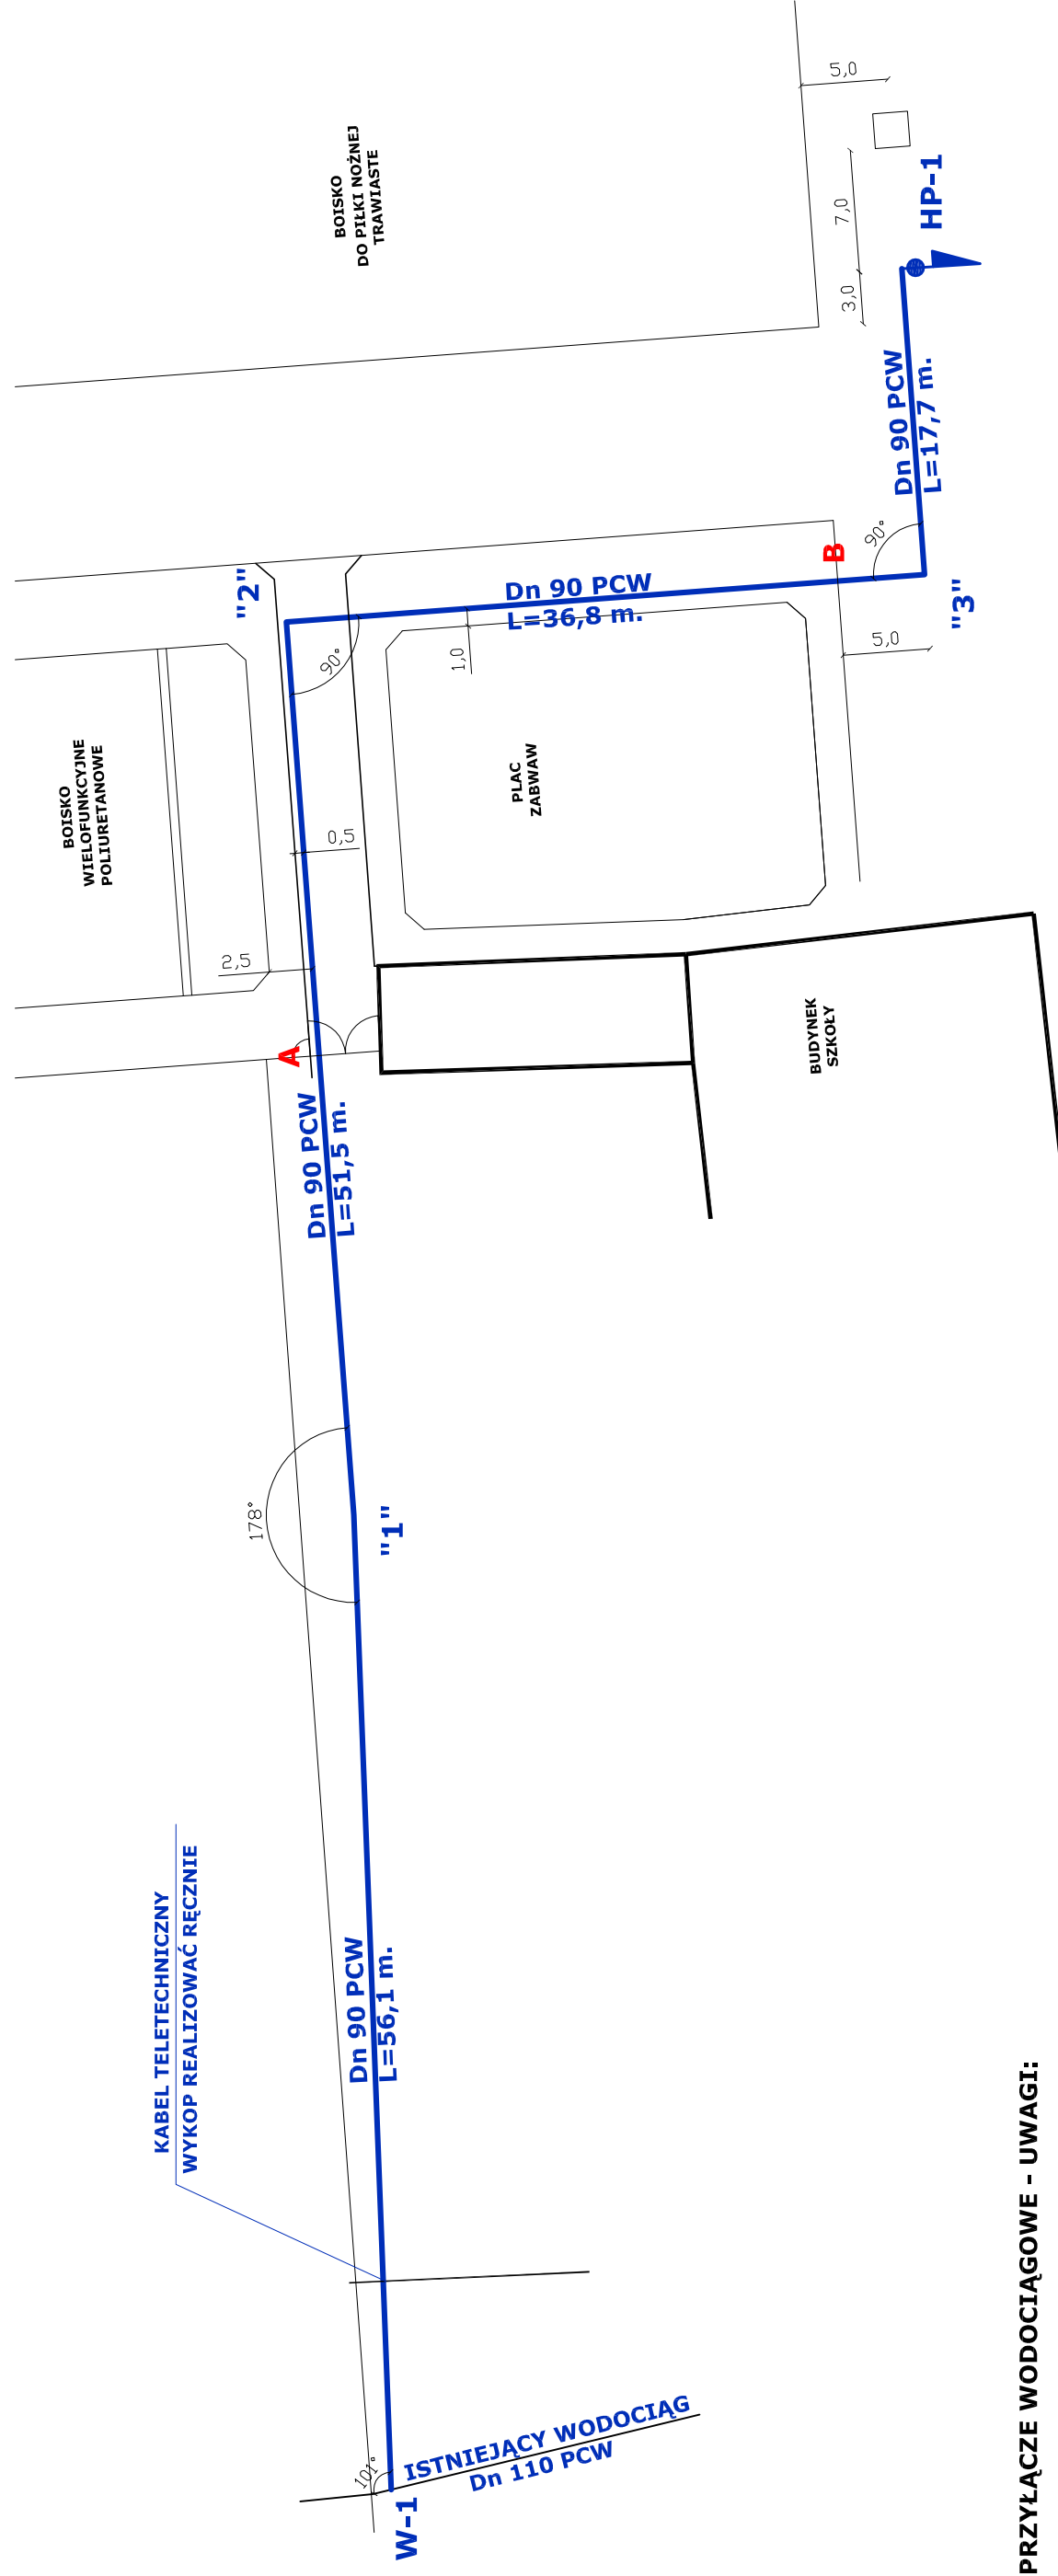 5,0
BOISKO
DO PIŁKI NOŻNEJ
TRAWIASTE
7,0
HP-1
3,0
Dn 90 PCW
L=17,7 m.
90°
B
"2"
Dn 90 PCW
L=36,8 m.
"3"
90°
1,0
5,0
BOISKO
WIELOFUNKCYJNE
POLIURETANOWE
PLAC
ZABWAW
0,5
2,5
BUDYNEK
SZKOŁY
A
Dn 90 PCW
L=51,5 m.
178°
"1"
KABEL TELETECHNICZNY
WYKOP REALIZOWAĆ RĘCZNIE
Dn 90 PCW
L=56,1 m.
ISTNIEJĄCY WODOCIĄG
Dn 110 PCW
101°
W-1
PRZYŁĄCZE WODOCIĄGOWE - UWAGI: